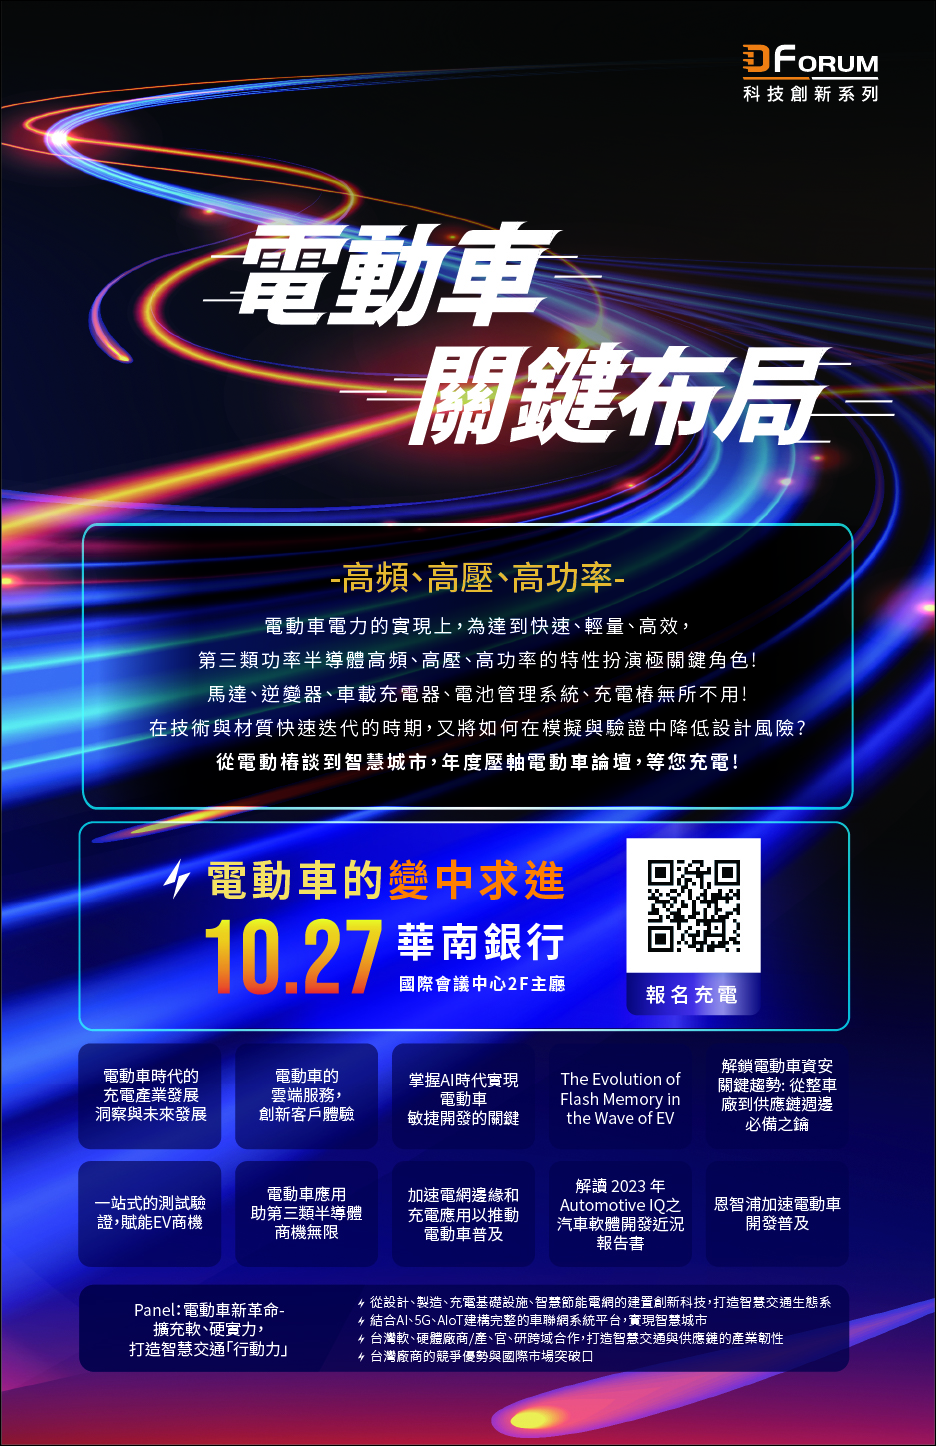 DFORUM
科技創新系列
電動車
關鍵布局
-高頻、高壓、高功率-
電動車電力的實現上，為達到快速、輕量、高效，
第三類功率半導體高頻、高壓、高功率的特性扮演極關鍵角色！
馬達、逆變器、車載充電器、電池管理系統、充電樁無所不用！
在技術與材質快速迭代的時期，又將如何在模擬與驗證中降低設計風險？
從電動樁談到智慧城市，年度壓軸電動車論壇，等您充電！
電動車的變中求進
10.27 華南銀行
國際會議中心2F主廳
報名充電
電動車時代的
充電產業發展
洞察與未來發展
電動車的
雲端服務，
創新客戶體驗
掌握AI時代實現
電動車
敏捷開發的關鍵
The Evolution of
Flash Memory in
the Wave of EV
解鎖電動車資安
關鍵趨勢: 從整車
廠到供應鏈週邊
必備之鑰
一站式的測試驗
證，賦能EV商機
電動車應用
助第三類半導體
商機無限
加速電網邊緣和
充電應用以推動
電動車普及
解讀 2023 年
Automotive IQ之
汽車軟體開發近況
報告書
恩智浦加速電動車
開發普及
Panel：電動車新革命-
擴充軟、硬實力，
打造智慧交通「行動力」
從設計、製造、充電基礎設施、智慧節能電網的建置創新科技，打造智慧交通生態系
結合AI、5G、AIoT建構完整的車聯網系統平台，實現智慧城市
台灣軟、硬體廠商/產、官、研跨域合作，打造智慧交通與供應鏈的產業韌性
台灣廠商的競爭優勢與國際市場突破口